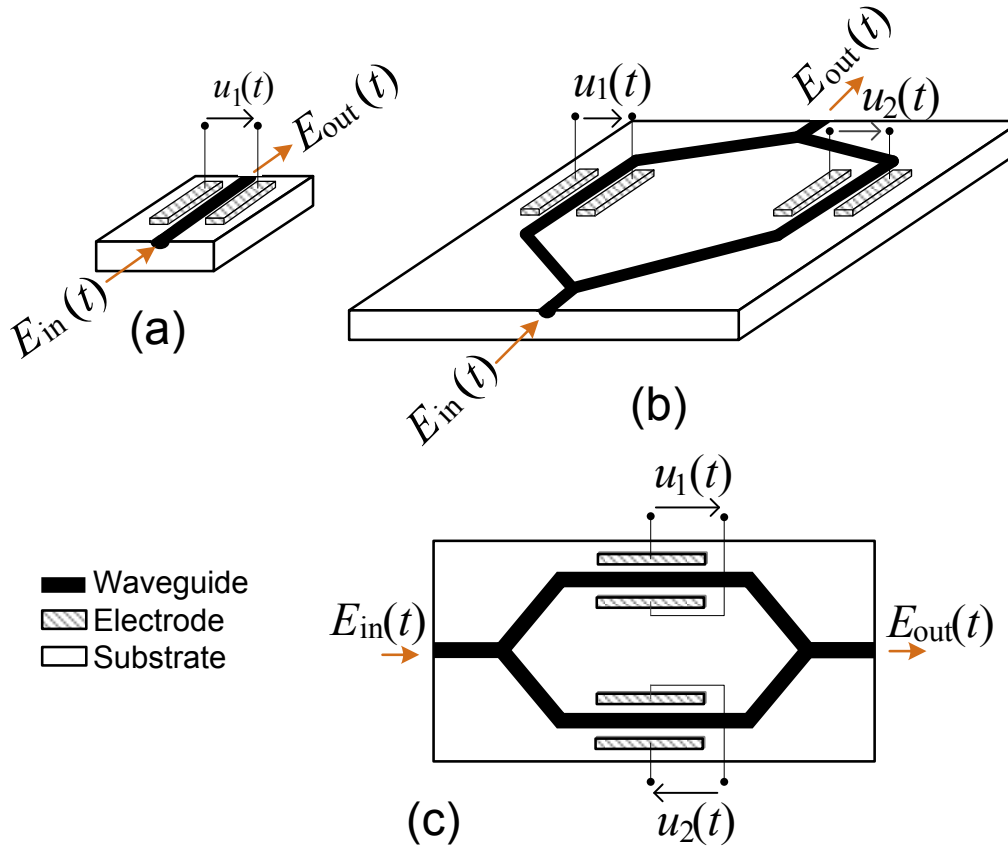 u1(t)
Eout(t)
Ein(t)
(a)
Eout(t)
u1(t)
u2(t)
Ein(t)
(b)
u1(t)
Waveguide
Electrode
Substrate
Ein(t)
Eout(t)
u2(t)
(c)